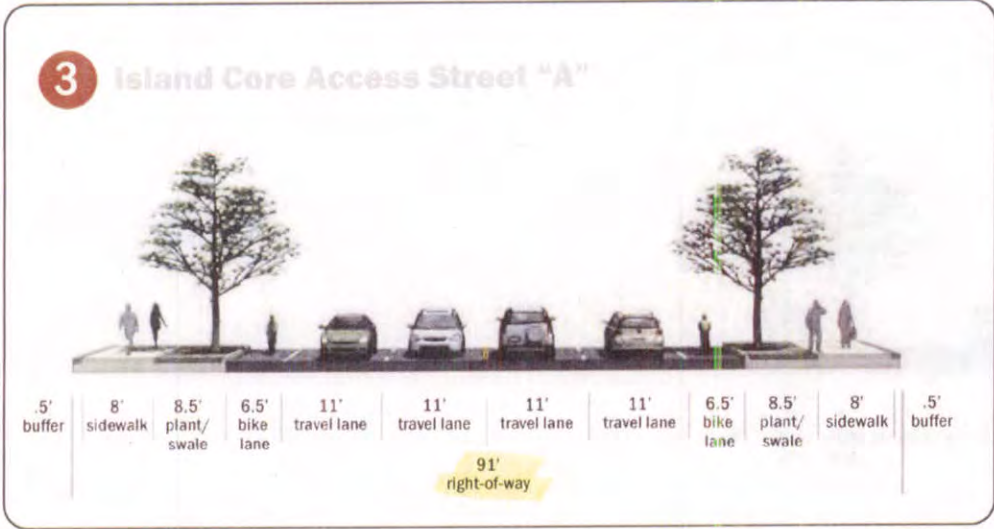 3 Island Core Access Street "A"
.5' buffer
8' sidewalk
8.5' plant/ swale
6.5' bike lane
11' travel lane
11' travel lane
11' travel lane
11' travel lane
6.5' bike lane
8.5' plant/ swale
8' sidewalk
.5' buffer
91'
right-of-way